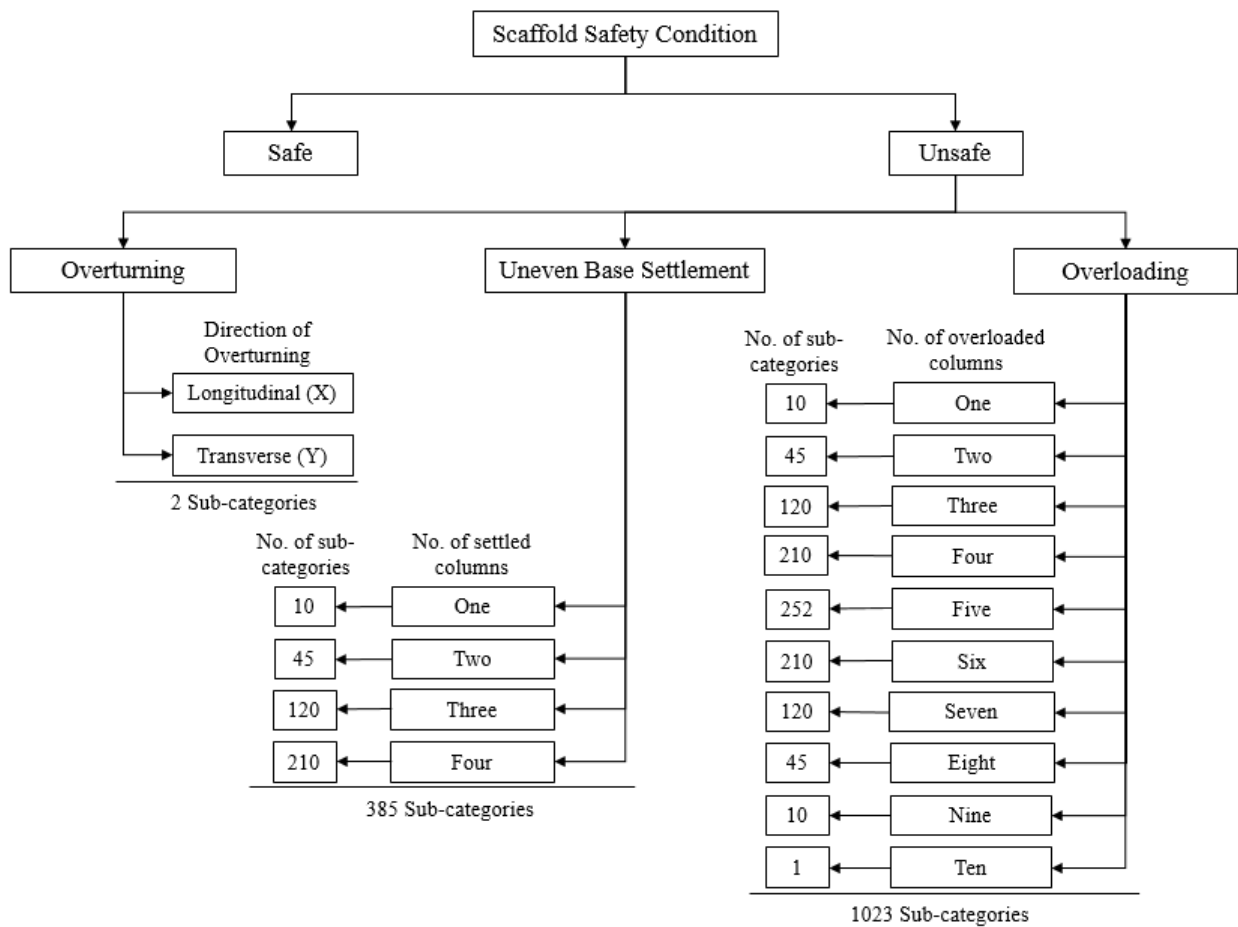 Scaffold Safety Condition
Safe
Unsafe
Overturning
Uneven Base Settlement
Overloading
Direction of
Overturning
Longitudinal (X)
Transverse (Y)
2 Sub-categories
No. of sub-
categories
No. of settled
columns
10
One
45
Two
120
Three
210
Four
385 Sub-categories
No. of sub-
categories
No. of overloaded
columns
10
One
45
Two
120
Three
210
Four
252
Five
210
Six
120
Seven
45
Eight
10
Nine
1
Ten
1023 Sub-categories